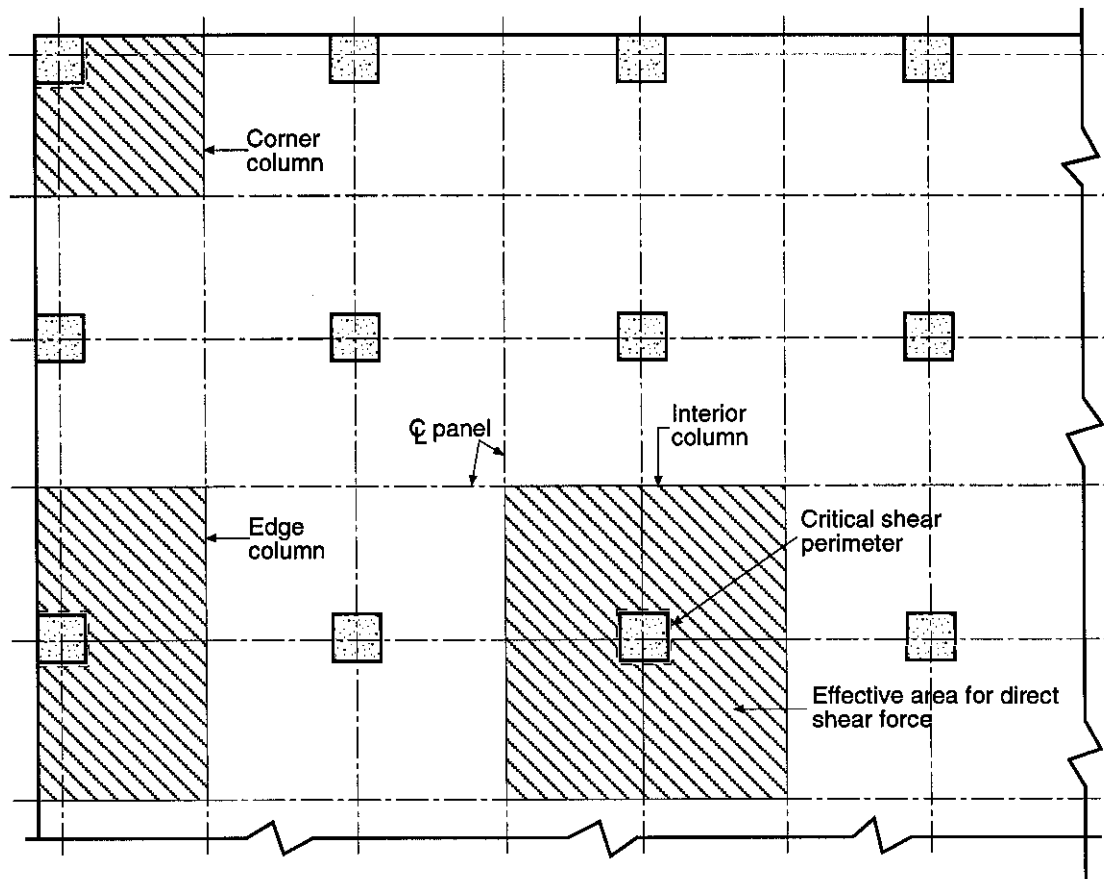 Corner
column
℄ panel
Interior
column
Edge
column
Critical shear
perimeter
Effective area for direct
shear force